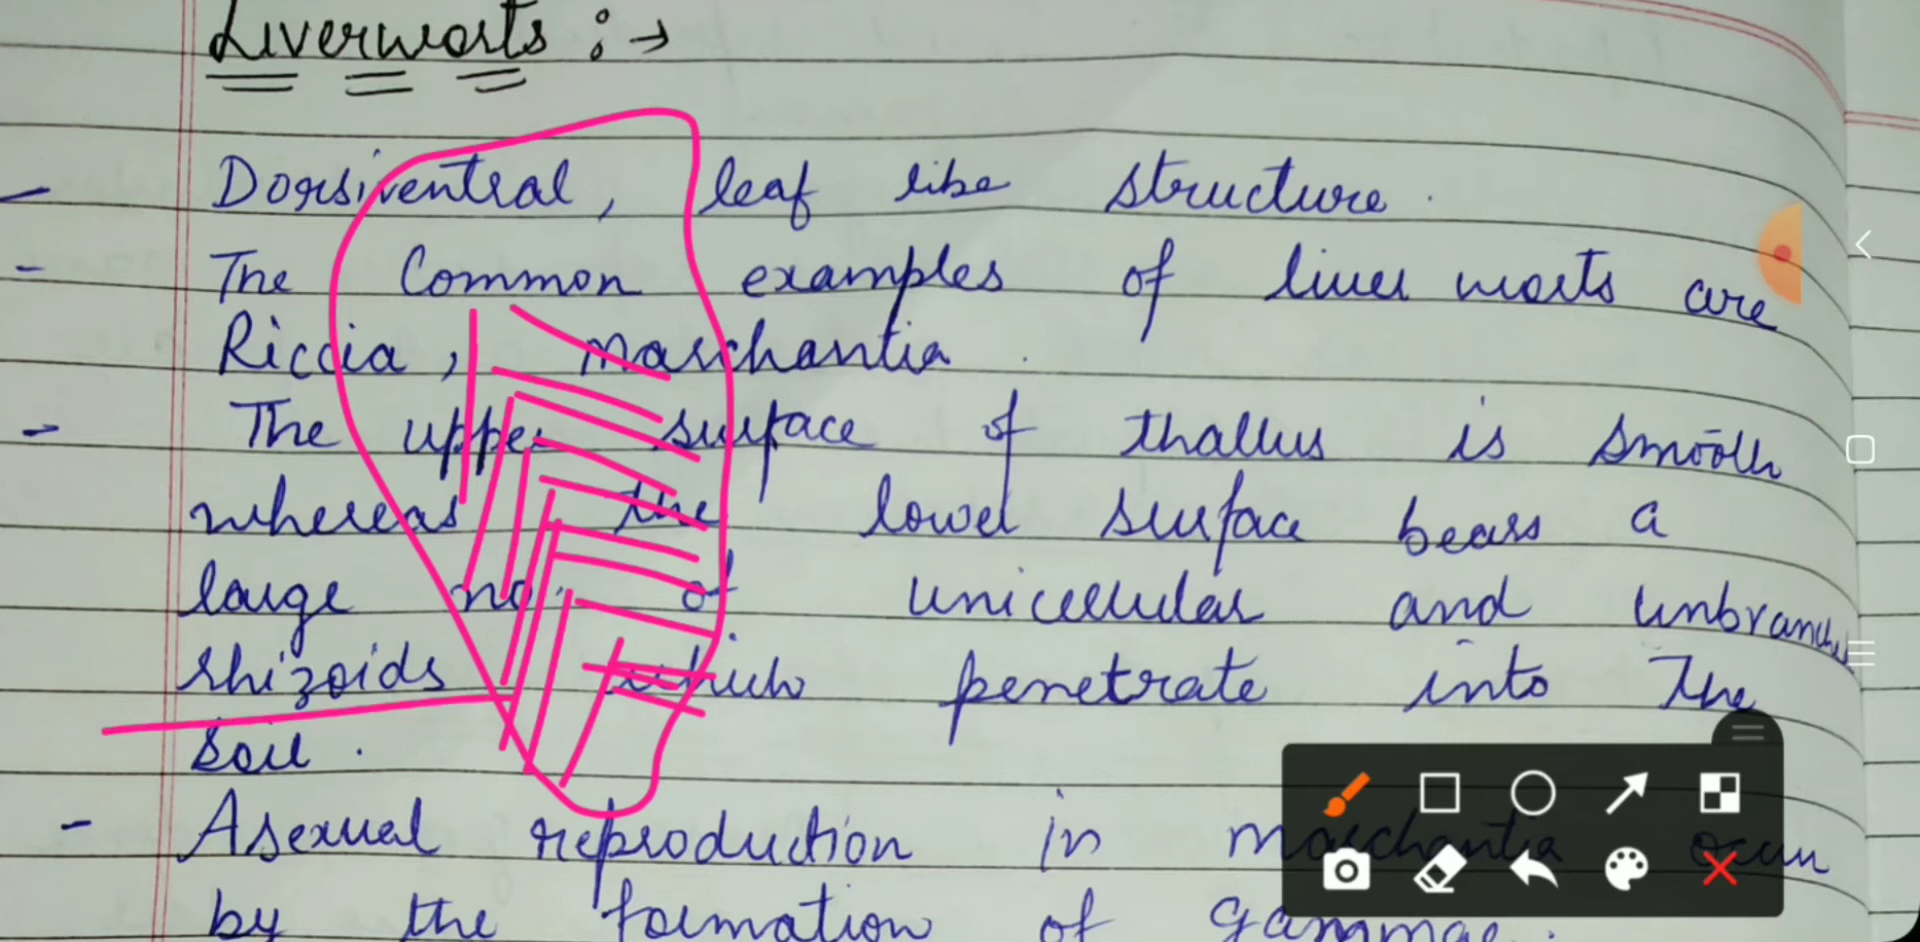 Liverworts :→
- Dorsiventral, leaf like structure.
- The Common examples of liver worts are
Riccia, marchantia.
- The upper surface of thallus is smooth
whereas the lower surface bears a
large no. of unicellular and unbranched
rhizoids which penetrate into The
soil.
- Asexual reproduction in marchantia occur
by the formation of gammae.